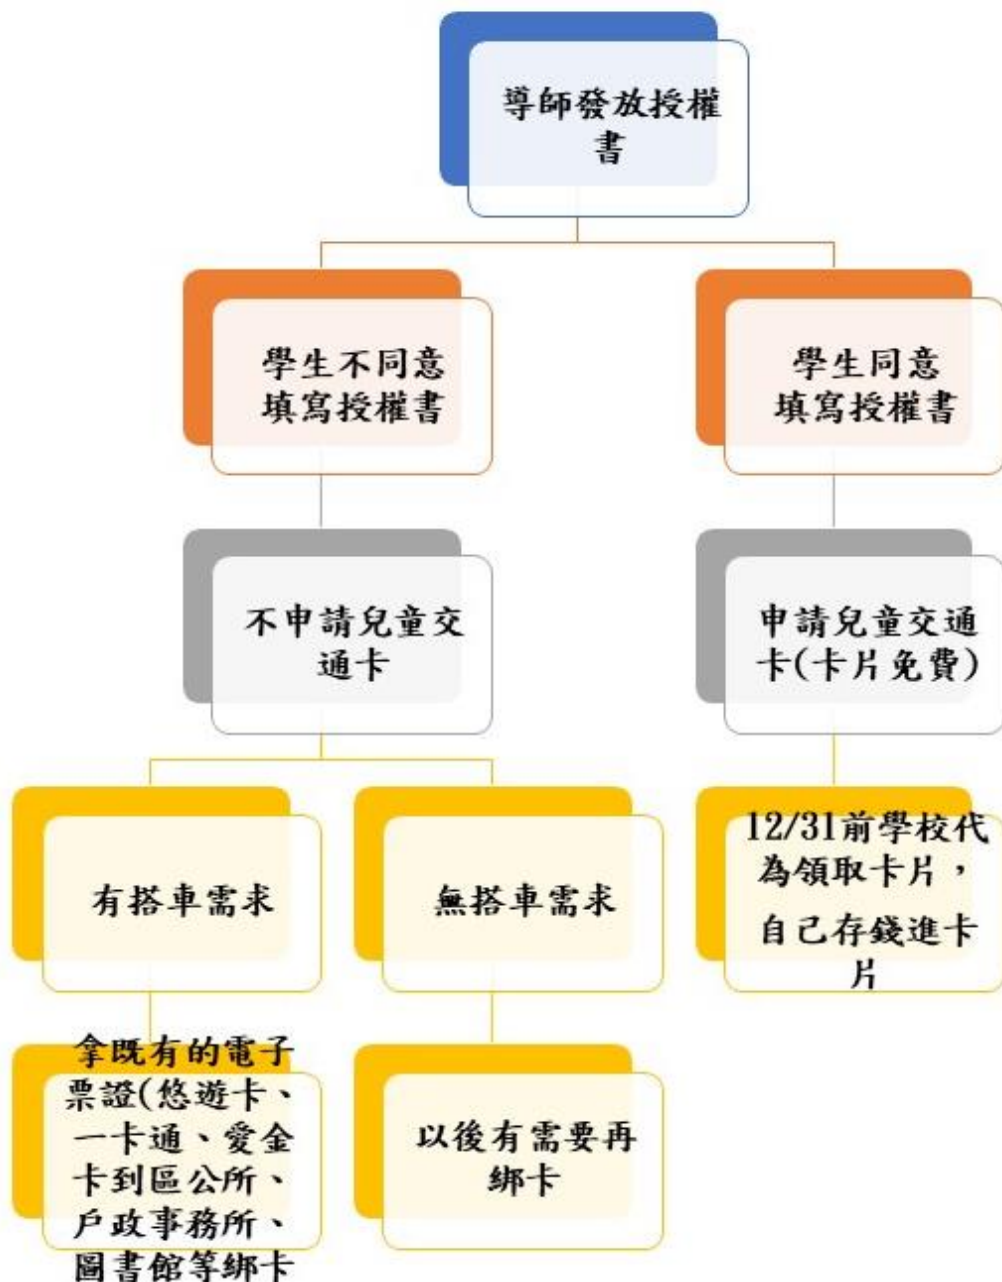 導師發放授權
書
學生不同意
填寫授權書
學生同意
填寫授權書
不申請兒童交
通卡
申請兒童交通
卡(卡片免費)
有搭車需求
無搭車需求
12/31前學校代
為領取卡片，
自己存錢進卡
片
拿既有的電子
票證(悠遊卡、
一卡通、愛金
卡到區公所、
戶政事務所、
圖書館等綁卡
以後有需要再
綁卡